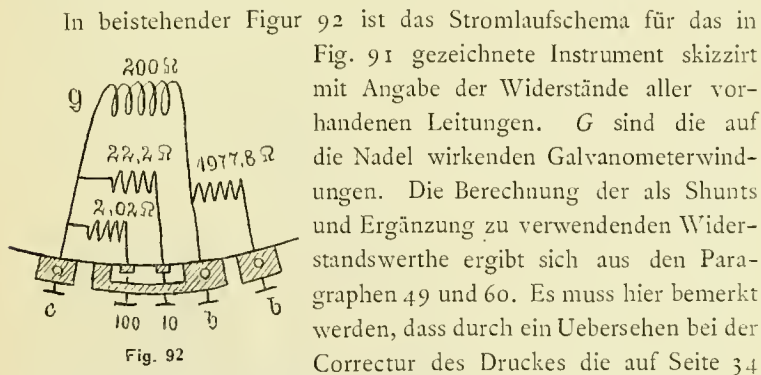 In beistehender Figur 92 ist das Stromlaufschema für das in
Fig. 91 gezeichnete Instrument skizzirt
mit Angabe der Widerstände aller vor-
handenen Leitungen. G sind die auf
die Nadel wirkenden Galvanometerwind-
ungen. Die Berechnung der als Shunts
und Ergänzung zu verwendenden Wider-
standswerthe ergibt sich aus den Para-
graphen 49 und 60. Es muss hier bemerkt
werden, dass durch ein Uebersehen bei der
Correctur des Druckes die auf Seite 34
200 Ω
g
22,2 Ω
4977,8 Ω
2,02 Ω
c
100
10
b
Fig. 92